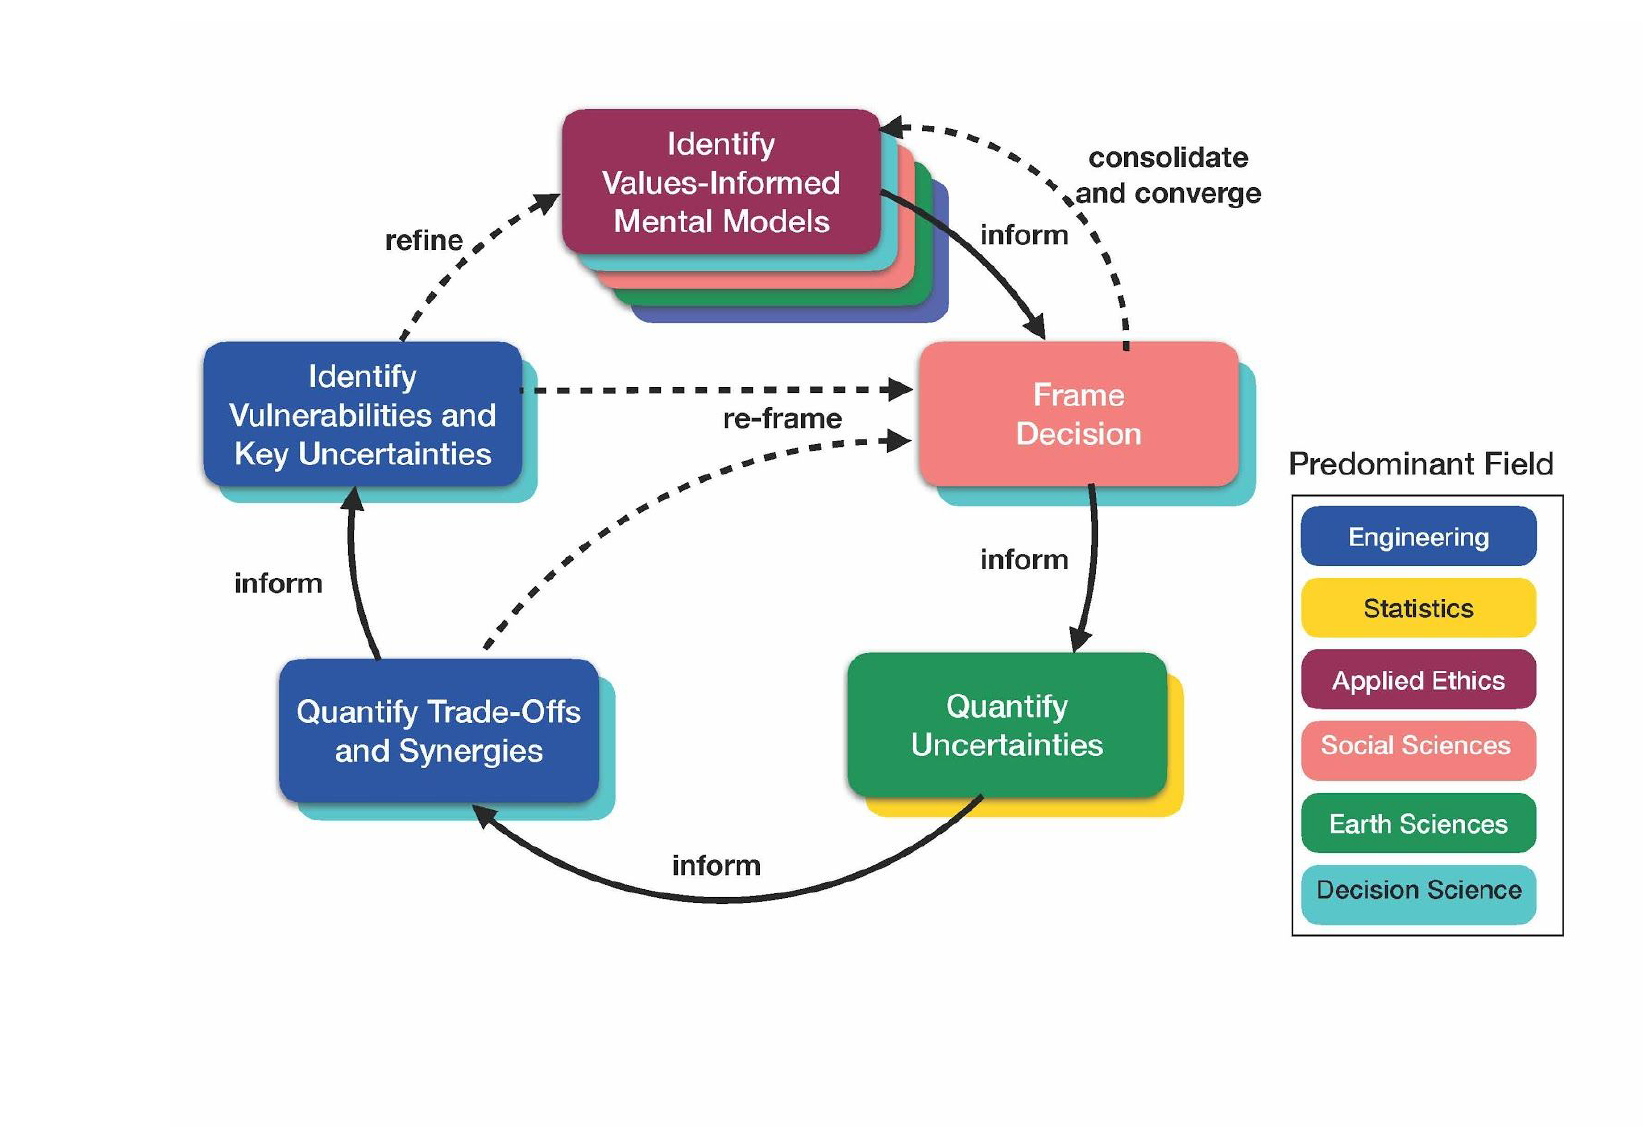 Identify
Values-Informed
Mental Models
consolidate
and converge
inform
refine
Identify
Vulnerabilities and
Key Uncertainties
re-frame
Frame
Decision
inform
inform
Quantify Trade-Offs
and Synergies
Quantify
Uncertainties
inform
Predominant Field
Engineering
Statistics
Applied Ethics
Social Sciences
Earth Sciences
Decision Science